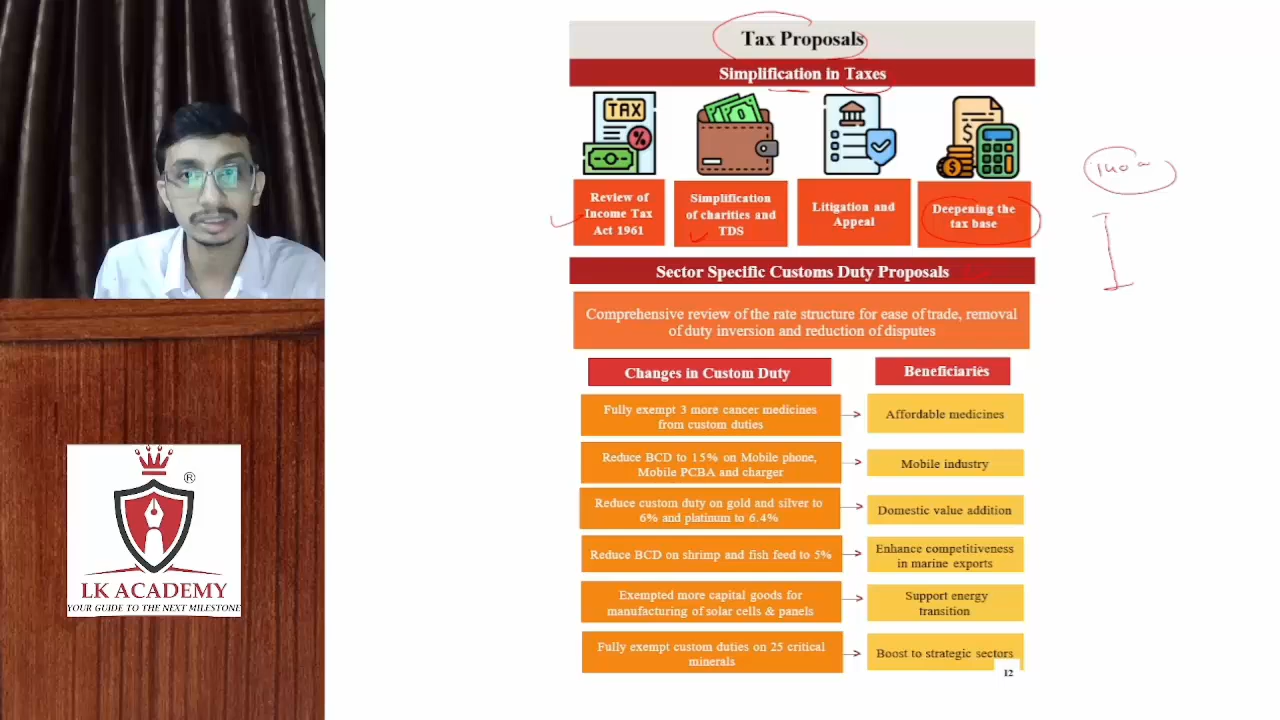 Tax Proposals
Simplification in Taxes
TAX
Review of
Income Tax
Act 1961
Simplification
of charities and
TDS
Litigation and
Appeal
Deepening the
tax base
Sector Specific Customs Duty Proposals
Comprehensive review of the rate structure for ease of trade, removal
of duty inversion and reduction of disputes
Changes in Custom Duty
Beneficiaries
Fully exempt 3 more cancer medicines
from custom duties
Affordable medicines
Reduce BCD to 15% on Mobile phone,
Mobile PCBA and charger
Mobile industry
Reduce custom duty on gold and silver to
6% and platinum to 6.4%
Domestic value addition
Reduce BCD on shrimp and fish feed to 5%
Enhance competitiveness
in marine exports
Exempted more capital goods for
manufacturing of solar cells & panels
Support energy
transition
Fully exempt custom duties on 25 critical
minerals
Boost to strategic sectors
12
®
LK ACADEMY
YOUR GUIDE TO THE NEXT MILESTONE